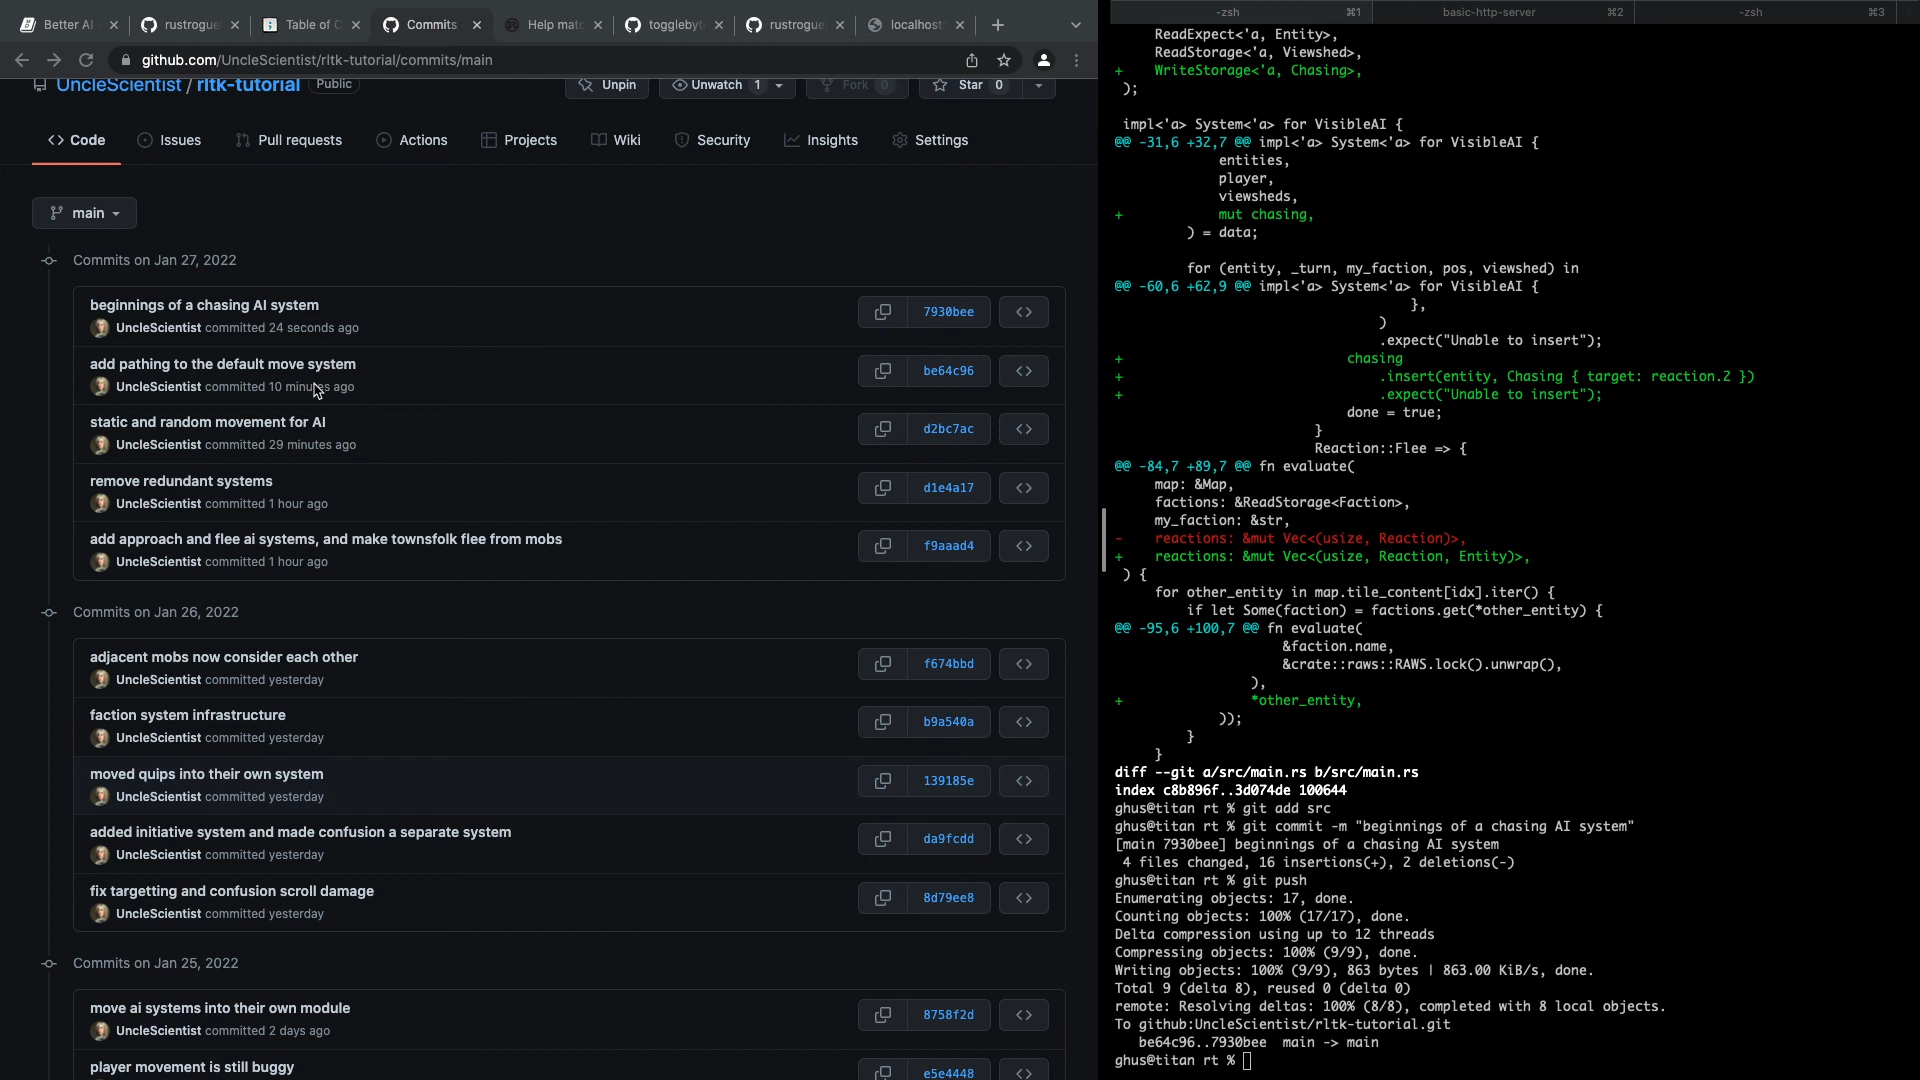 Better AI
rustrogue
Table of C
Commits
Help mat
togglebyt
rustrogue
localhost
github.com/UncleScientist/rltk-tutorial/commits/main
UncleScientist / rltk-tutorial Public
Unpin
Unwatch 1
Fork 0
Star 0
Code
Issues
Pull requests
Actions
Projects
Wiki
Security
Insights
Settings
main
Commits on Jan 27, 2022
beginnings of a chasing AI system
UncleScientist committed 24 seconds ago
7930bee
add pathing to the default move system
UncleScientist committed 10 minutes ago
be64c96
static and random movement for AI
UncleScientist committed 29 minutes ago
d2bc7ac
remove redundant systems
UncleScientist committed 1 hour ago
d1e4a17
add approach and flee ai systems, and make townsfolk flee from mobs
UncleScientist committed 1 hour ago
f9aaad4
Commits on Jan 26, 2022
adjacent mobs now consider each other
UncleScientist committed yesterday
f674bbd
faction system infrastructure
UncleScientist committed yesterday
b9a540a
moved quips into their own system
UncleScientist committed yesterday
139185e
added initiative system and made confusion a separate system
UncleScientist committed yesterday
da9fcdd
fix targetting and confusion scroll damage
UncleScientist committed yesterday
8d79ee8
Commits on Jan 25, 2022
move ai systems into their own module
UncleScientist committed 2 days ago
8758f2d
player movement is still buggy
e5e4448
-zsh ⌘1
basic-http-server ⌘2
-zsh ⌘3
ReadExpect<'a, Entity>,
ReadStorage<'a, Viewshed>,
+ WriteStorage<'a, Chasing>,
);
impl<'a> System<'a> for VisibleAI {
@@ -31,6 +32,7 @@ impl<'a> System<'a> for VisibleAI {
entities,
player,
viewsheds,
+ mut chasing,
) = data;
for (entity, _turn, my_faction, pos, viewshed) in
@@ -60,6 +62,9 @@ impl<'a> System<'a> for VisibleAI {
},
)
.expect("Unable to insert");
+ chasing
+ .insert(entity, Chasing { target: reaction.2 })
+ .expect("Unable to insert");
done = true;
}
Reaction::Flee => {
@@ -84,7 +89,7 @@ fn evaluate(
map: &Map,
factions: &ReadStorage<Faction>,
my_faction: &str,
- reactions: &mut Vec<(usize, Reaction)>,
+ reactions: &mut Vec<(usize, Reaction, Entity)>,
) {
for other_entity in map.tile_content[idx].iter() {
if let Some(faction) = factions.get(*other_entity) {
@@ -95,6 +100,7 @@ fn evaluate(
&faction.name,
&crate::raws::RAWS.lock().unwrap(),
),
+ *other_entity,
));
}
}
diff --git a/src/main.rs b/src/main.rs
index c8b896f..3d074de 100644
ghus@titan rt % git add src
ghus@titan rt % git commit -m "beginnings of a chasing AI system"
[main 7930bee] beginnings of a chasing AI system
4 files changed, 16 insertions(+), 2 deletions(-)
ghus@titan rt % git push
Enumerating objects: 17, done.
Counting objects: 100% (17/17), done.
Delta compression using up to 12 threads
Compressing objects: 100% (9/9), done.
Writing objects: 100% (9/9), 863 bytes | 863.00 KiB/s, done.
Total 9 (delta 8), reused 0 (delta 0)
remote: Resolving deltas: 100% (8/8), completed with 8 local objects.
To github:UncleScientist/rltk-tutorial.git
be64c96..7930bee main -> main
ghus@titan rt %